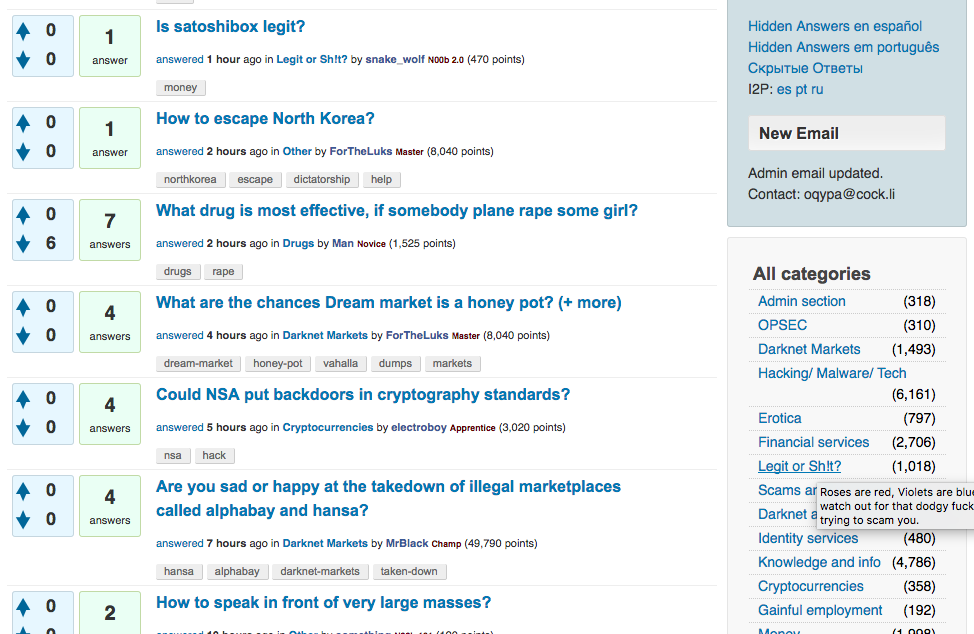 0
0
1
answer
Is satoshibox legit?
answered 1 hour ago in Legit or Sh!t? by snake_wolf N00b 2.0 (470 points)
money
0
0
1
answer
How to escape North Korea?
answered 2 hours ago in Other by ForTheLuks Master (8,040 points)
northkorea escape dictatorship help
0
6
7
answers
What drug is most effective, if somebody plane rape some girl?
answered 2 hours ago in Drugs by Man Novice (1,525 points)
drugs rape
0
0
4
answers
What are the chances Dream market is a honey pot? (+ more)
answered 4 hours ago in Darknet Markets by ForTheLuks Master (8,040 points)
dream-market honey-pot vahalla dumps markets
0
0
4
answers
Could NSA put backdoors in cryptography standards?
answered 5 hours ago in Cryptocurrencies by electroboy Apprentice (3,020 points)
nsa hack
0
0
4
answers
Are you sad or happy at the takedown of illegal marketplaces
called alphabay and hansa?
answered 7 hours ago in Darknet Markets by MrBlack Champ (49,790 points)
hansa alphabay darknet-markets taken-down
0
2
How to speak in front of very large masses?
Hidden Answers en español
Hidden Answers em português
Скрытые Ответы
I2P: es pt ru
New Email
Admin email updated.
Contact: oqypa@cock.li
All categories
Admin section (318)
OPSEC (310)
Darknet Markets (1,493)
Hacking/ Malware/ Tech
(6,161)
Erotica (797)
Financial services (2,706)
Legit or Sh!t? (1,018)
Scams
Roses are red, Violets are blue
watch out for that dodgy fuck
trying to scam you.
Darknet
Identity services (480)
Knowledge and info (4,786)
Cryptocurrencies (358)
Gainful employment (192)
Money